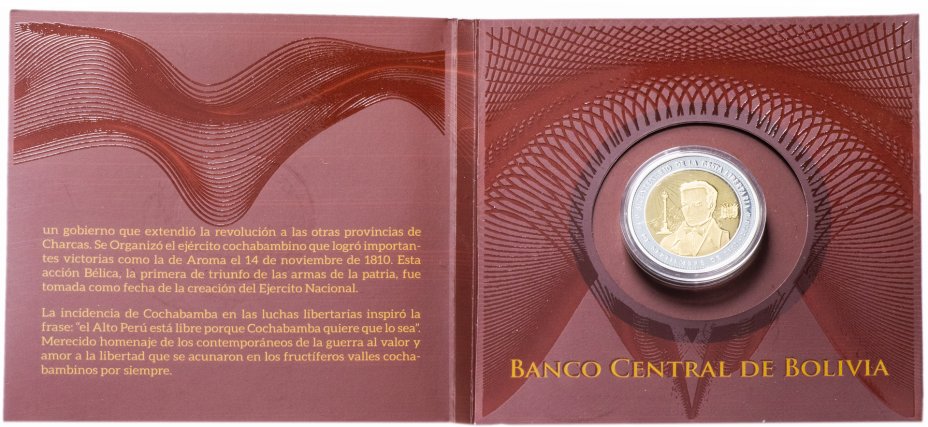 un gobierno que extendió la revolución a las otras provincias de
Charcas. Se Organizó el ejército cochabambino que logró importan-
tes victorias como la de Aroma el 14 de noviembre de 1810. Esta
acción Bélica, la primera de triunfo de las armas de la patria, fue
tomada como fecha de la creación del Ejercito Nacional.
La incidencia de Cochabamba en las luchas libertarias inspiró la
frase: “el Alto Perú está libre porque Cochabamba quiere que lo sea”.
Merecido homenaje de los contemporáneos de la guerra al valor y
amor a la libertad que se acunaron en los fructíferos valles cocha-
bambinos por siempre.
DE LA
BANCO CENTRAL DE BOLIVIA